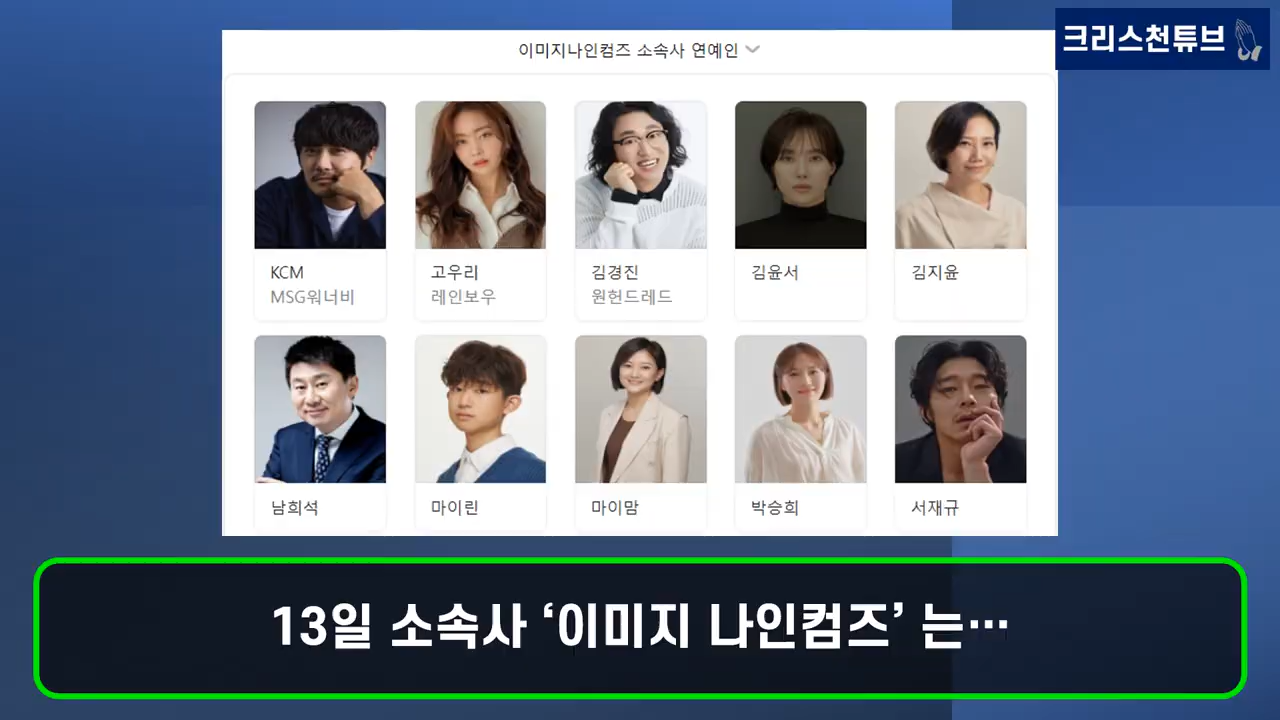 이미지나인컴즈 소속사 연예인
크리스천튜브
KCM
MSG워너비
고우리
레인보우
김경진
원헌드레드
김윤서
김지윤
남희석
마이린
마이맘
박승희
서재규
13일 소속사 ‘이미지 나인컴즈’ 는…